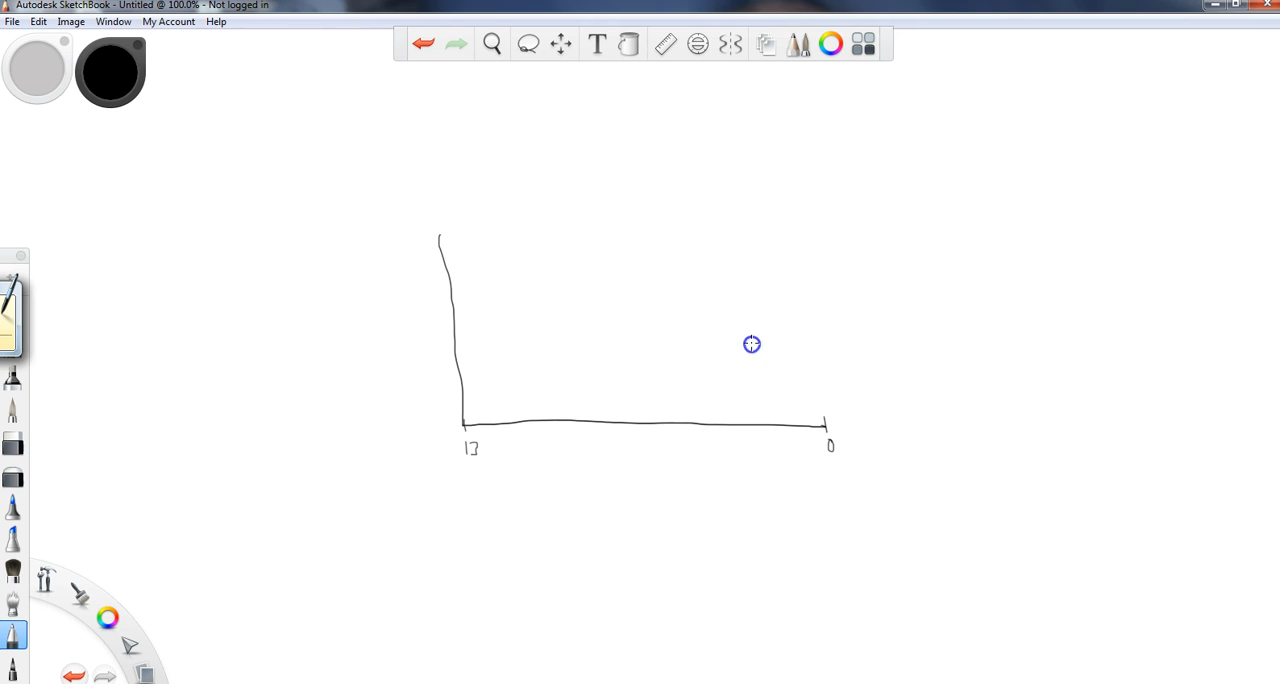 Autodesk SketchBook - Untitled @ 100.0% - Not logged in
File Edit Image Window My Account Help
T
13 0